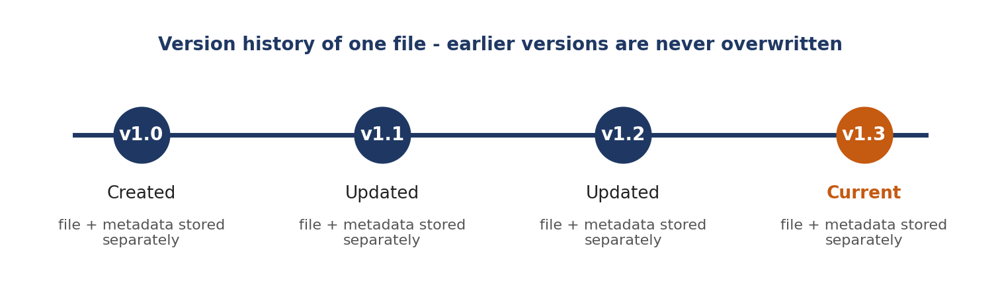 Version history of one file - earlier versions are never overwritten
v1.0
v1.1
v1.2
v1.3
Created
Updated
Updated
Current
file + metadata stored
separately
file + metadata stored
separately
file + metadata stored
separately
file + metadata stored
separately